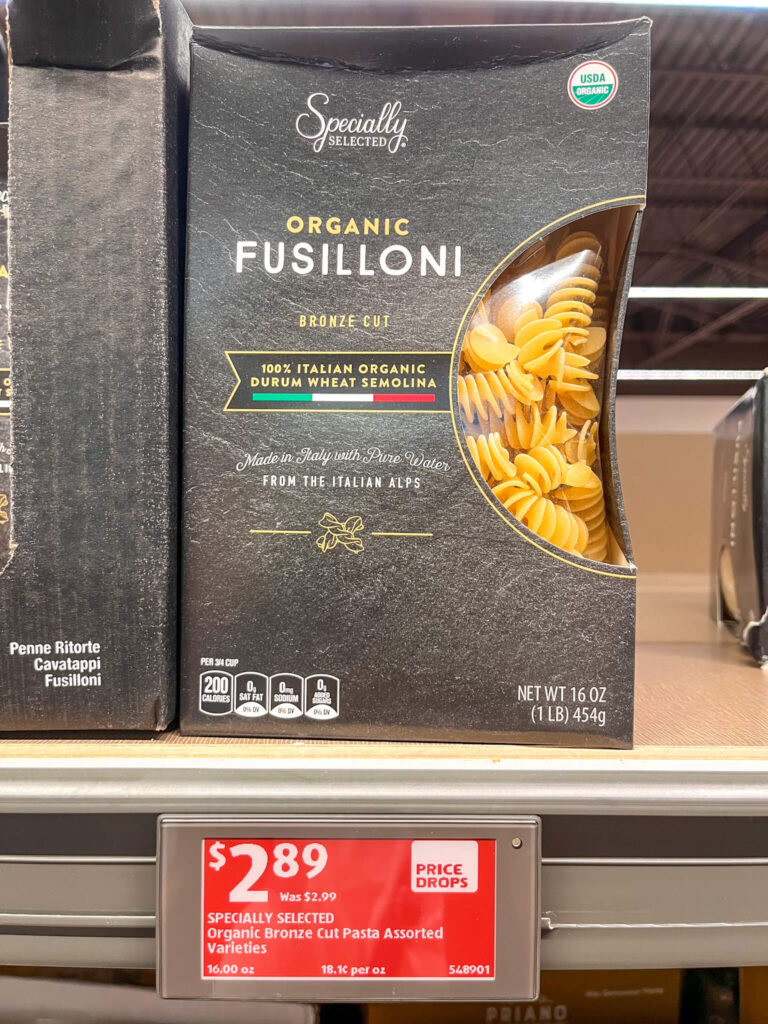 USDA
ORGANIC
Specially
SELECTED
ORGANIC
FUSILLONI
BRONZE CUT
100% ITALIAN ORGANIC
DURUM WHEAT SEMOLINA
Made in Italy with Pure Water
FROM THE ITALIAN ALPS
Penne Ritorte
Cavatappi
Fusilloni
PER 3/4 CUP
200
CALORIES
0g
SAT FAT
0% DV
0mg
SODIUM
0% DV
0g
ADDED
SUGARS
0% DV
NET WT 16 OZ
(1 LB) 454g
$2.89
Was $2.99
PRICE
DROPS
SPECIALLY SELECTED
Organic Bronze Cut Pasta Assorted
Varieties
16.00 oz 18.1¢ per oz 548901
PRIANO